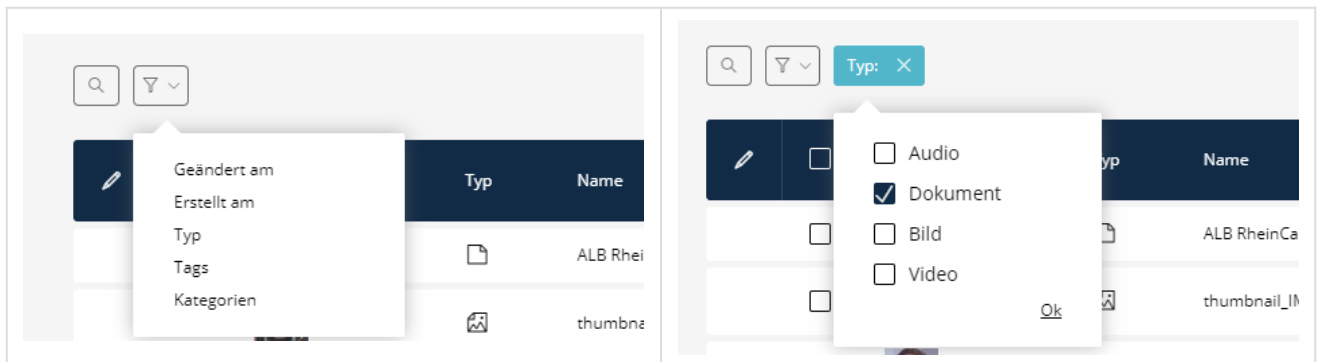 Geändert am
Erstellt am
Typ
Tags
Kategorien
Typ Name
ALB Rhei
thumbna
Typ:
Audio
Dokument
Bild
Video
Ok
yp Name
ALB RheinCa
thumbnail_IM